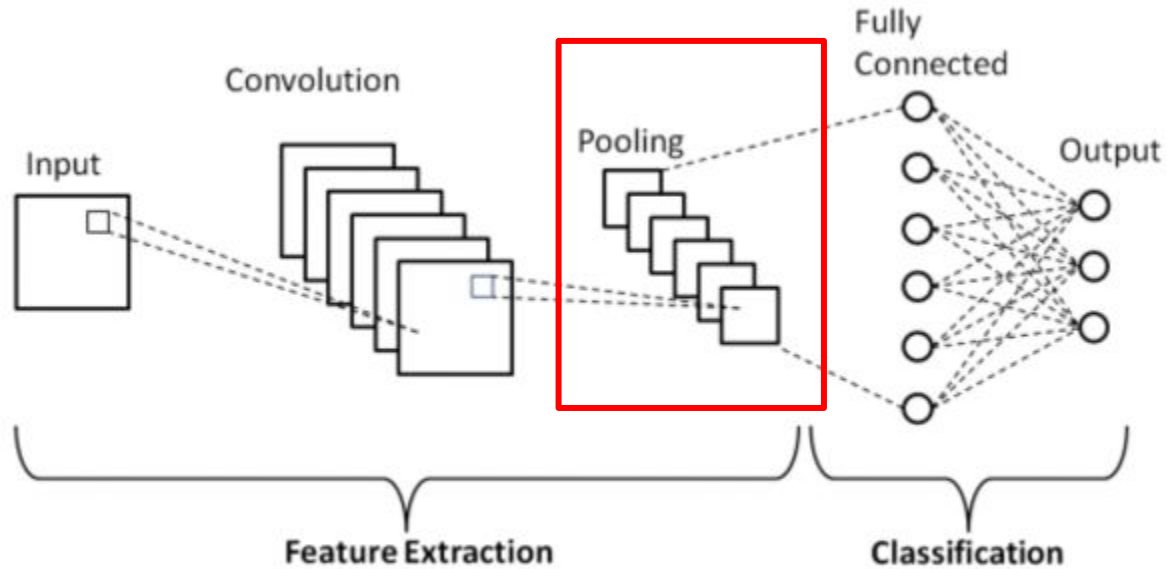 Fully
Connected
Convolution
Pooling
Output
Input
Feature Extraction
Classification